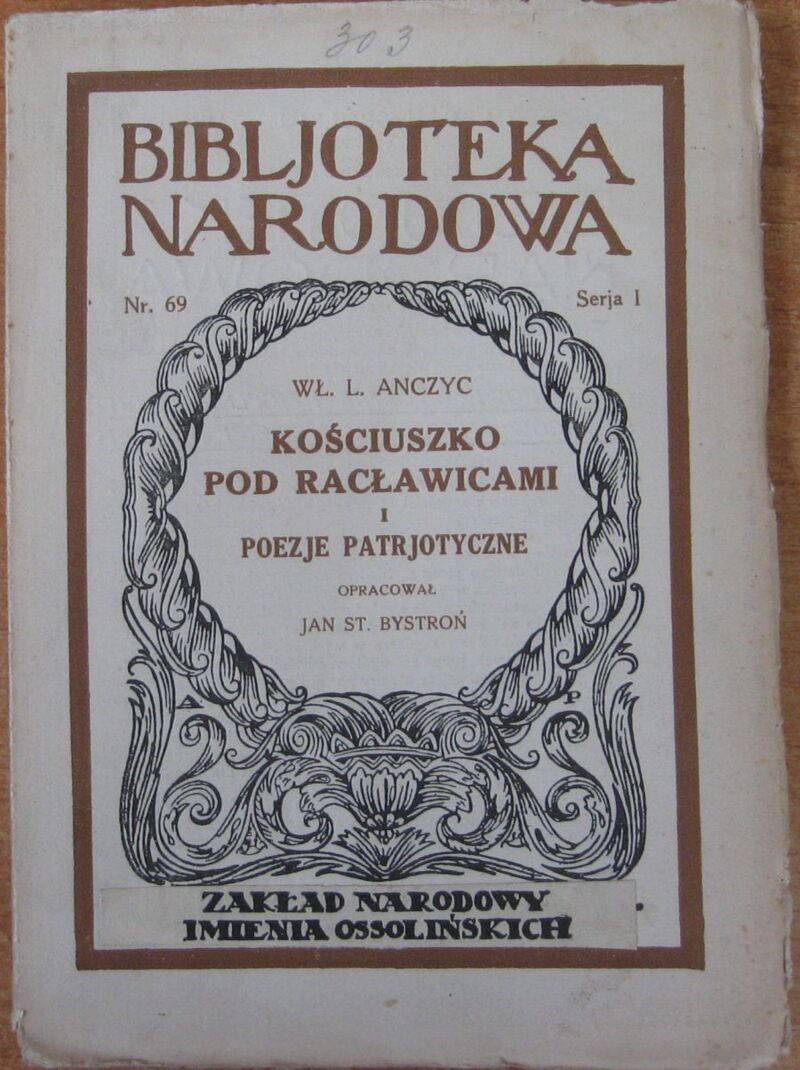 303
BIBLJOTEKA
NARODOWA
Nr. 69 Serja I
WŁ. L. ANCZYC
KOŚCIUSZKO
POD RACŁAWICAMI
I
POEZJE PATRJOTYCZNE
OPRACOWAŁ
JAN ST. BYSTROŃ
A P
ZAKŁAD NARODOWY
IMIENIA OSSOLIŃSKICH